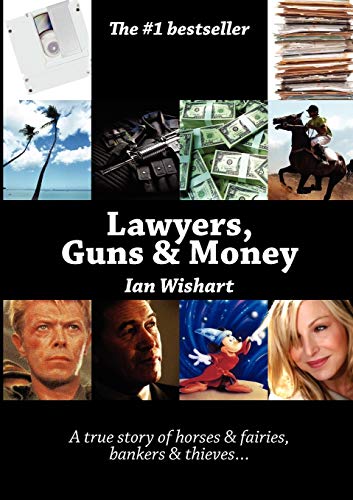 The #1 bestseller
Lawyers,
Guns & Money
Ian Wishart
A true story of horses & fairies,
bankers & thieves...